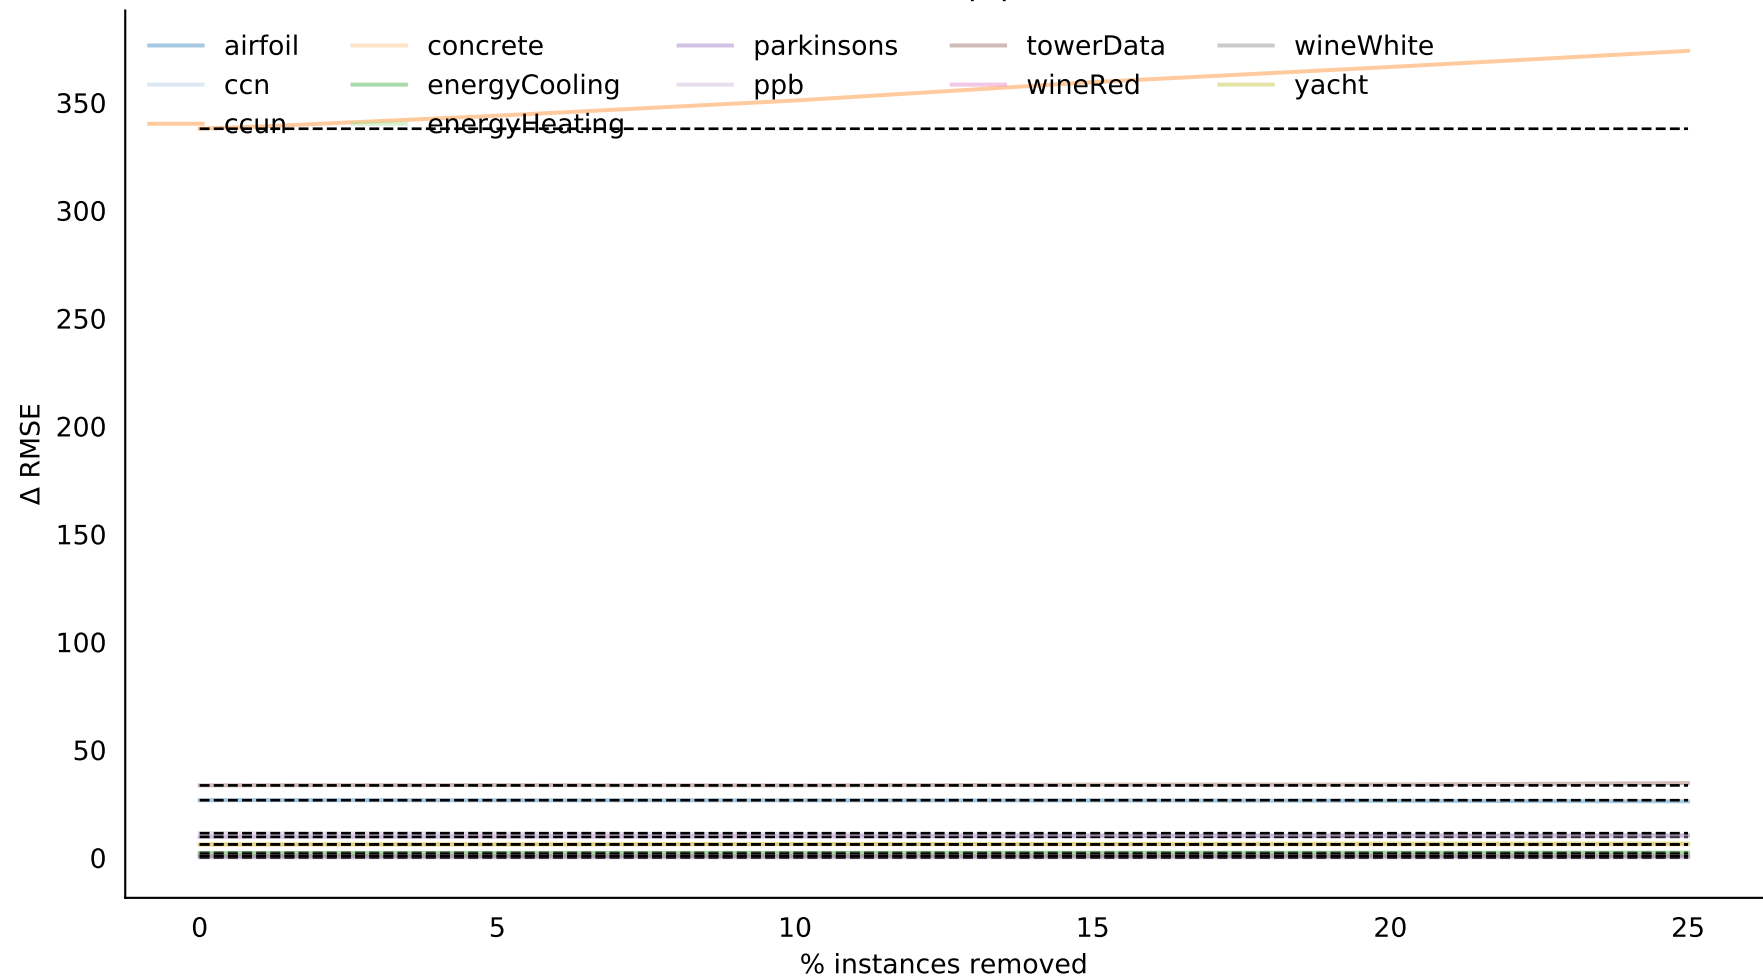 airfoil concrete parkinsons towerData wineWhite
ccn energyCooling ppb wineRed yacht
ccun energyHeating
350
300
250
200
150
100
50
0
Δ RMSE
0 5 10 15 20 25
% instances removed